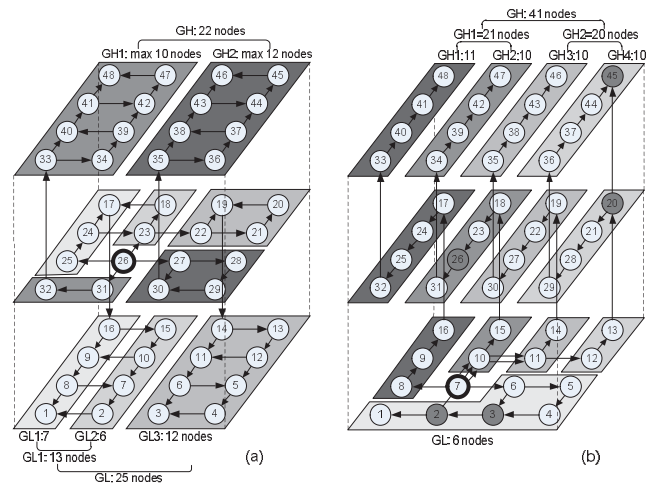 GH: 22 nodes
GH1: max 10 nodes GH2: max 12 nodes
48 47 46 45
41 42 43 44
40 39 38 37
33 34 35 36
17 18 19 20
24 23 22 21
25 26 27 28
32 31 30 29
16 15 14 13
9 10 11 12
8 7 6 5
1 2 3 4
GL1:7 GL2:6 GL3: 12 nodes
GL1: 13 nodes
GL: 25 nodes
(a)
GH: 41 nodes
GH1=21 nodes GH2=20 nodes
GH1:11 GH2:10 GH3:10 GH4:10
48 47 46 45
41 42 43 44
40 39 38 37
33 34 35 36
17 18 19 20
24 23 22 21
25 26 27 28
32 31 30 29
16 15 14 13
9 10 11 12
8 7 6 5
1 2 3 4
GL: 6 nodes
(b)